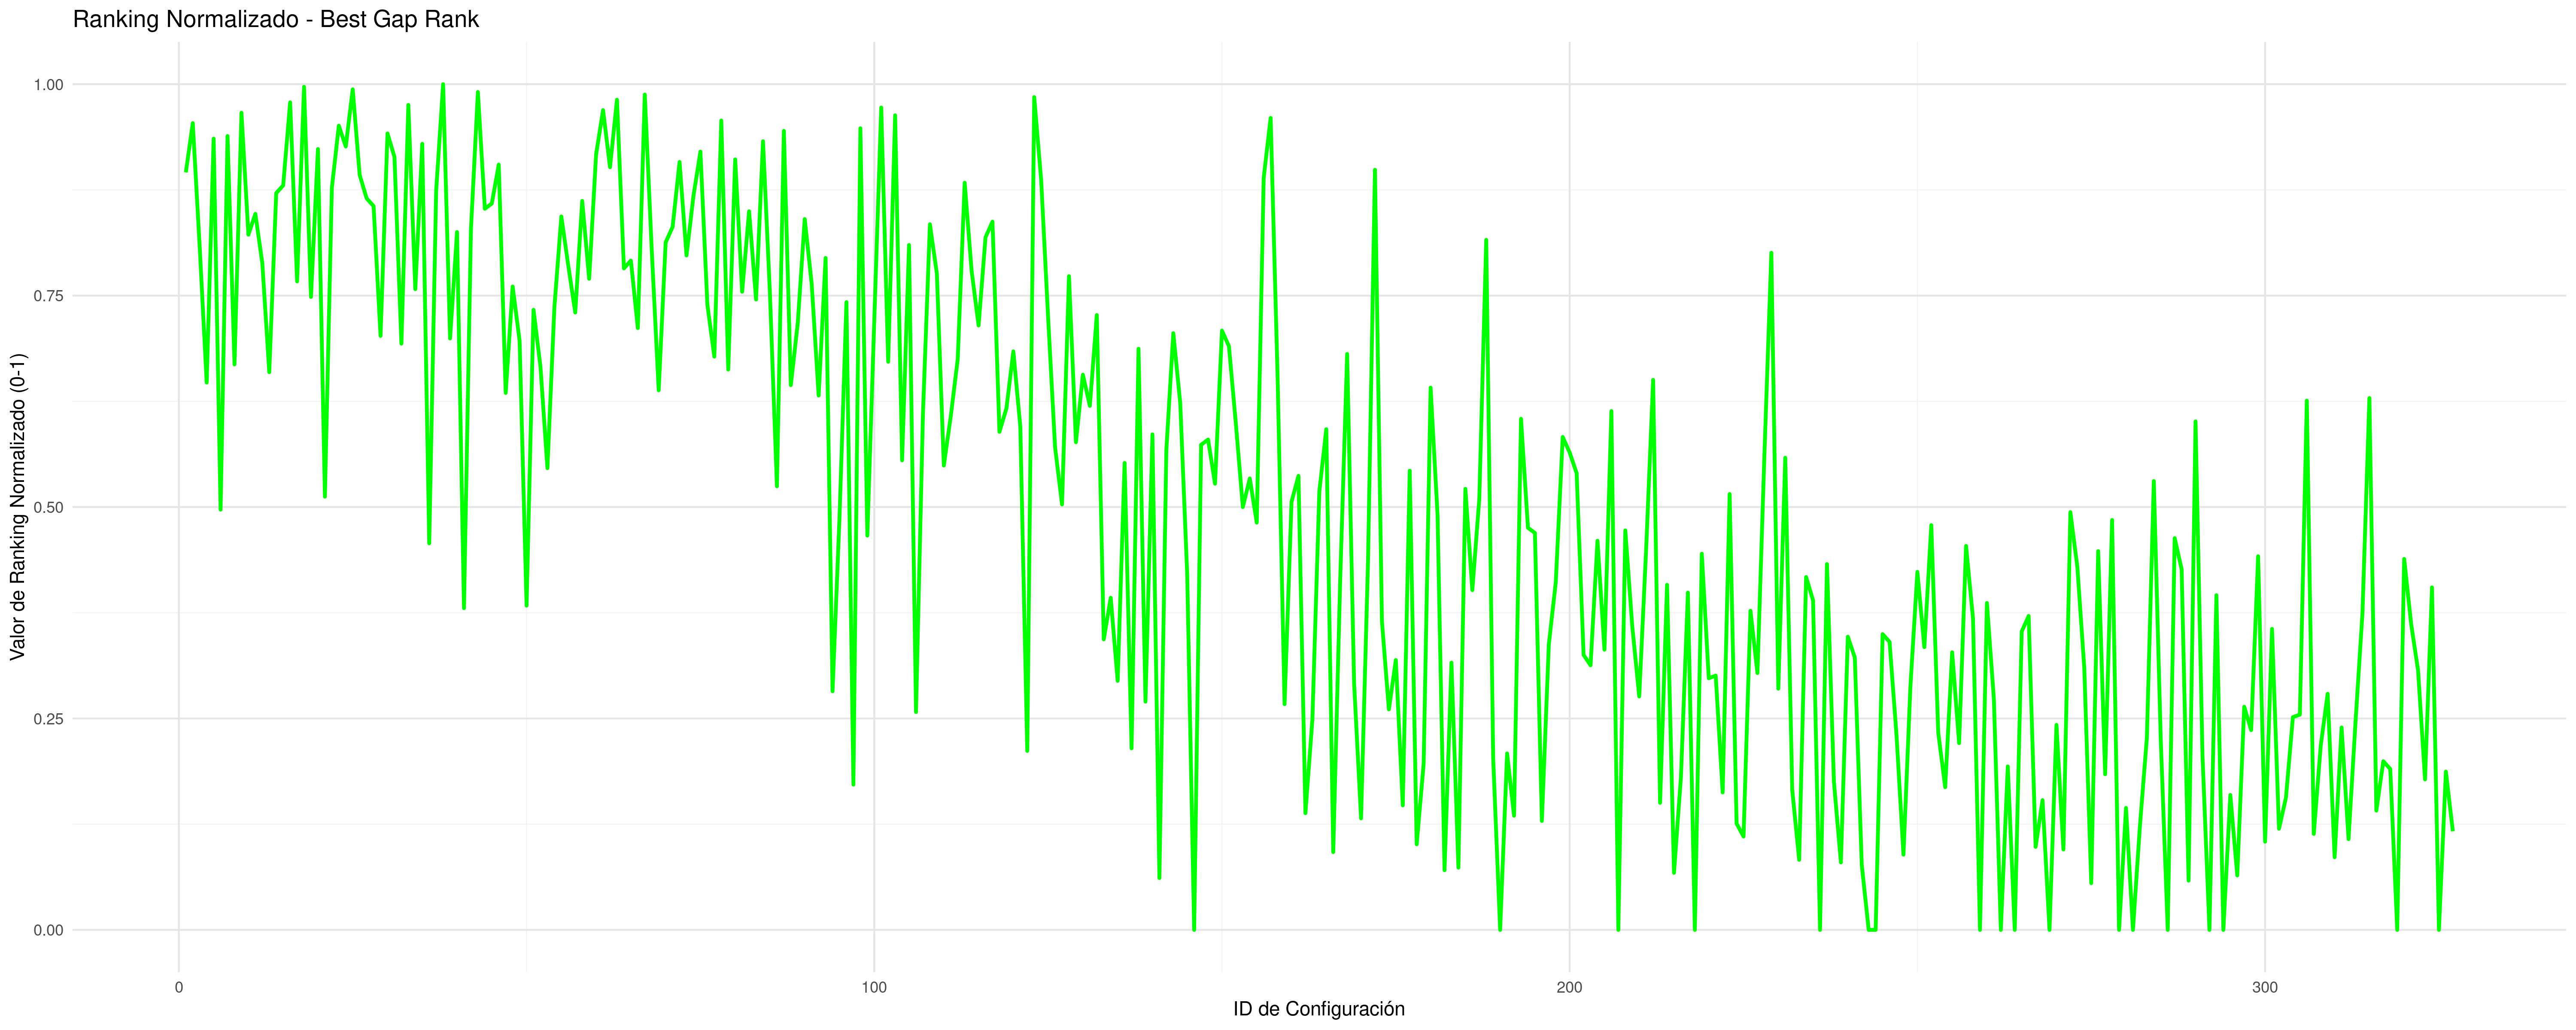 Ranking Normalizado - Best Gap Rank
Valor de Ranking Normalizado (0-1)
1.00
0.75
0.50
0.25
0.00
0 100 200 300
ID de Configuración